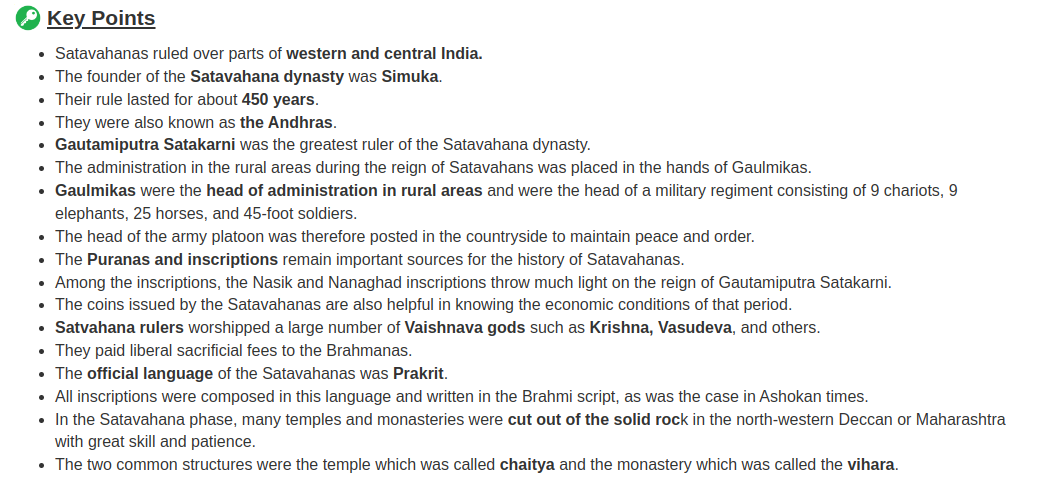 Key Points
• Satavahanas ruled over parts of western and central India.
• The founder of the Satavahana dynasty was Simuka.
• Their rule lasted for about 450 years.
• They were also known as the Andhras.
• Gautamiputra Satakarni was the greatest ruler of the Satavahana dynasty.
• The administration in the rural areas during the reign of Satavahans was placed in the hands of Gaulmikas.
• Gaulmikas were the head of administration in rural areas and were the head of a military regiment consisting of 9 chariots, 9
elephants, 25 horses, and 45-foot soldiers.
• The head of the army platoon was therefore posted in the countryside to maintain peace and order.
• The Puranas and inscriptions remain important sources for the history of Satavahanas.
• Among the inscriptions, the Nasik and Nanaghad inscriptions throw much light on the reign of Gautamiputra Satakarni.
• The coins issued by the Satavahanas are also helpful in knowing the economic conditions of that period.
• Satvahana rulers worshipped a large number of Vaishnava gods such as Krishna, Vasudeva, and others.
• They paid liberal sacrificial fees to the Brahmanas.
• The official language of the Satavahanas was Prakrit.
• All inscriptions were composed in this language and written in the Brahmi script, as was the case in Ashokan times.
• In the Satavahana phase, many temples and monasteries were cut out of the solid rock in the north-western Deccan or Maharashtra
with great skill and patience.
• The two common structures were the temple which was called chaitya and the monastery which was called the vihara.